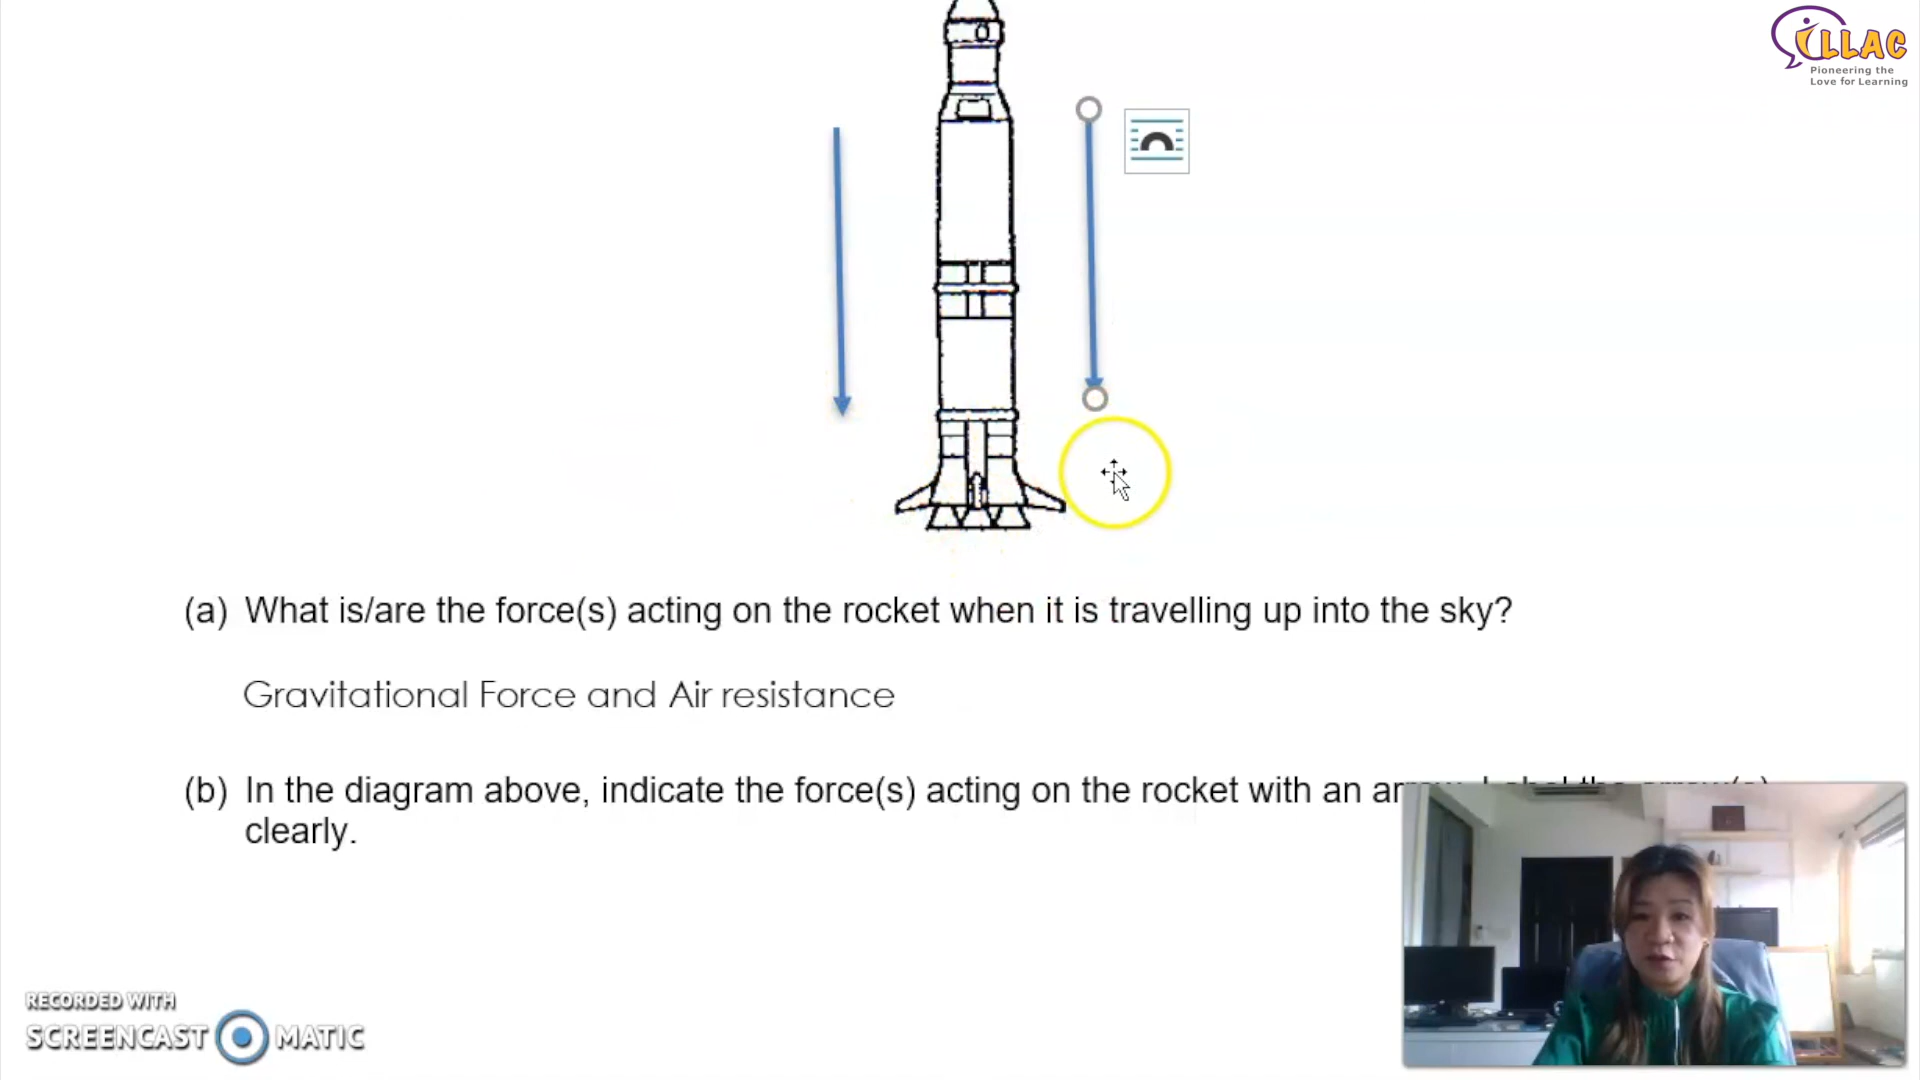 iLLAC
Pioneering the
Love for Learning
(a) What is/are the force(s) acting on the rocket when it is travelling up into the sky?
Gravitational Force and Air resistance
(b) In the diagram above, indicate the force(s) acting on the rocket with an
clearly.
RECORDED WITH
SCREENCAST MATIC